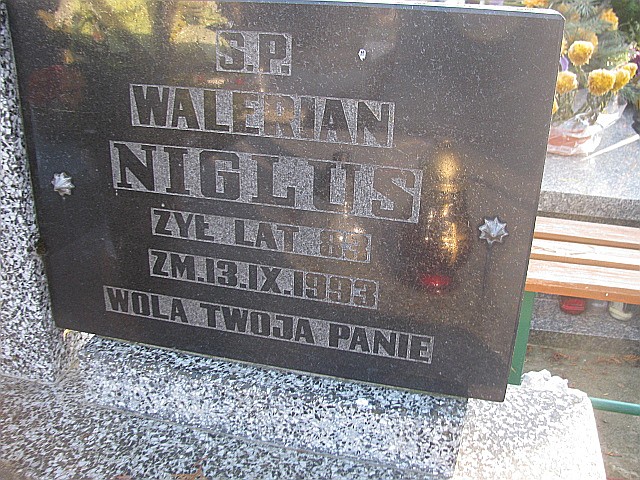 Ś.P.
WALERIAN
NIGLUS
ŻYŁ LAT 83
ZM.13.IX.1993
WOLA TWOJA PANIE